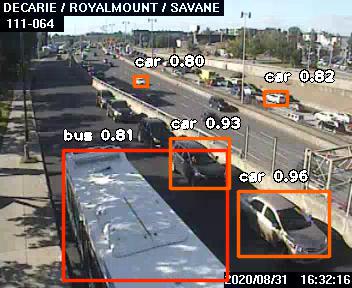 DECARIE / ROYALMOUNT / SAVANE
111-064
car 0.80
car 0.82
car 0.93
bus 0.81
car 0.96
2020/08/31 16:32:16